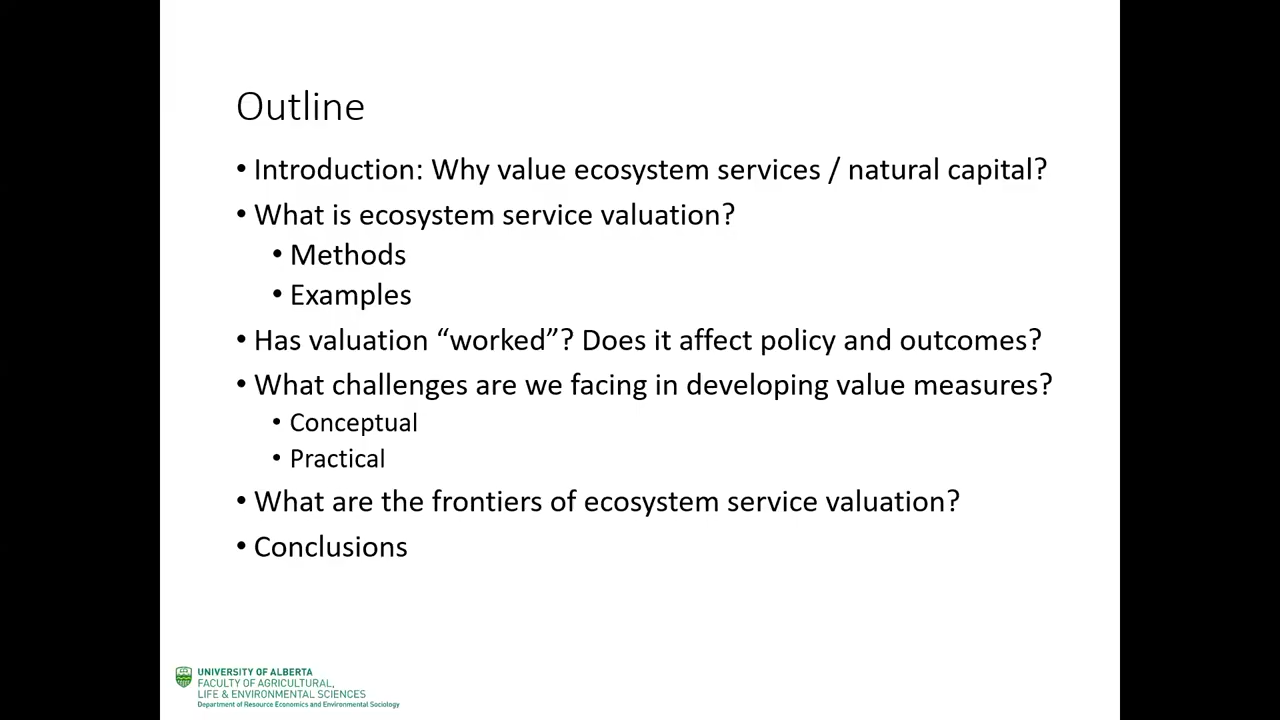 Outline
• Introduction: Why value ecosystem services / natural capital?
• What is ecosystem service valuation?
• Methods
• Examples
• Has valuation “worked”? Does it affect policy and outcomes?
• What challenges are we facing in developing value measures?
• Conceptual
• Practical
• What are the frontiers of ecosystem service valuation?
• Conclusions
UNIVERSITY OF ALBERTA
FACULTY OF AGRICULTURAL,
LIFE & ENVIRONMENTAL SCIENCES
Department of Resource Economics and Environmental Sociology